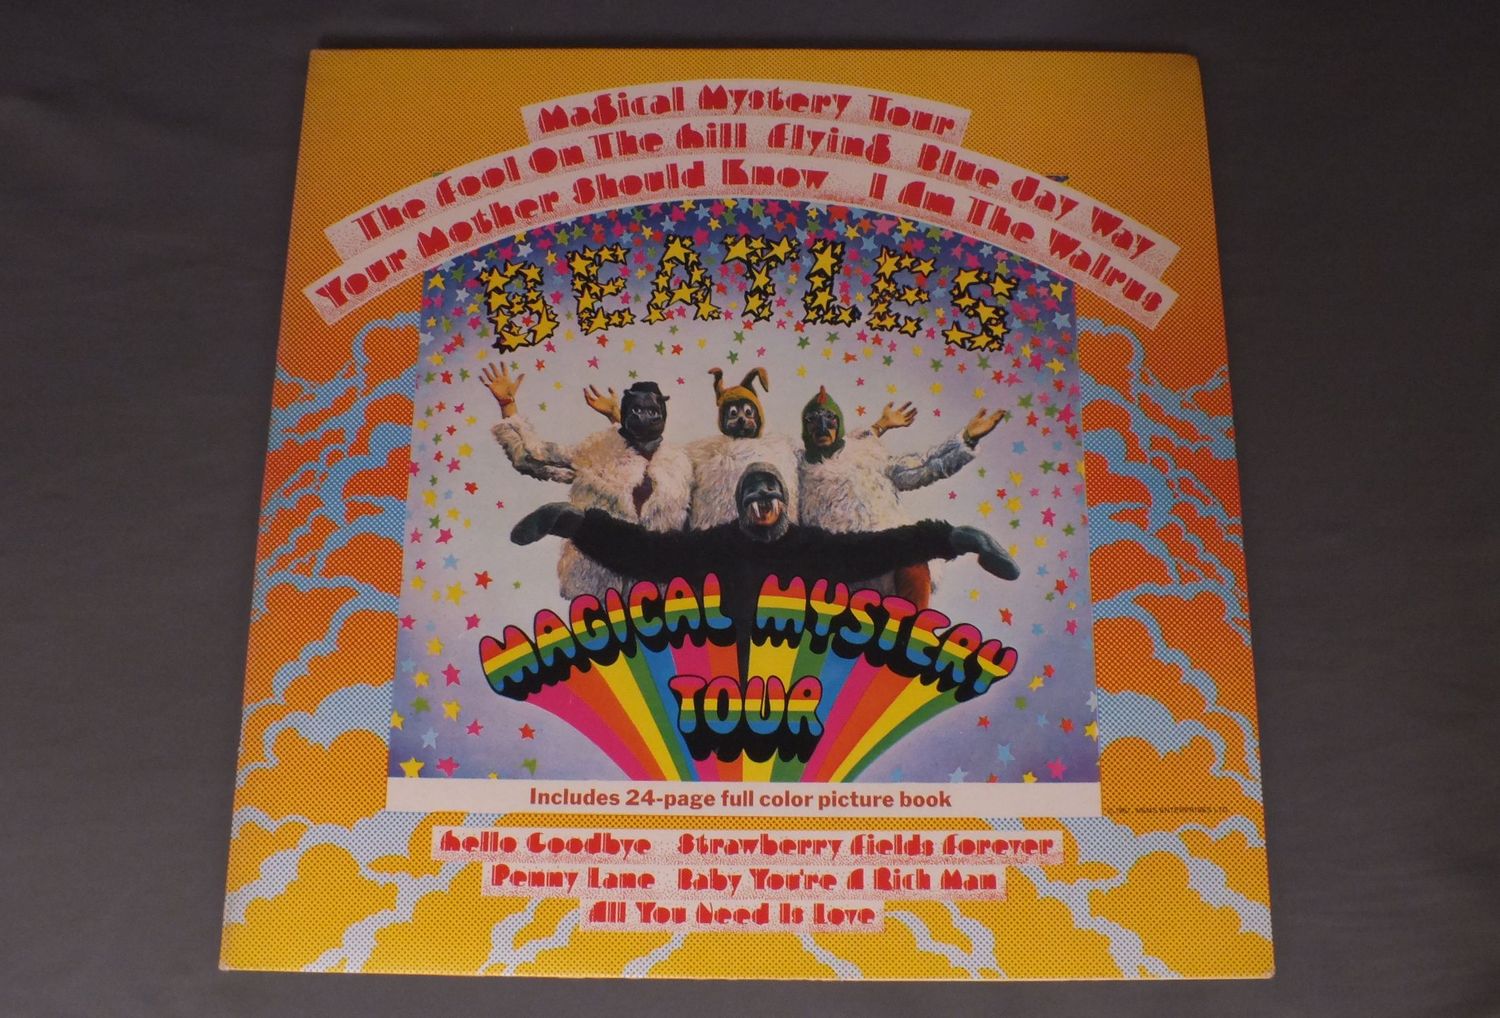 Magical Mystery Tour
The Fool On The Hill Flying Blue Jay Way
Your Mother Should Know I Am The Walrus
BEATLES
MAGICAL MYSTERY
TOUR
Includes 24-page full color picture book
Hello Goodbye Strawberry Fields Forever
Penny Lane Baby You're A Rich Man
All You Need Is Love